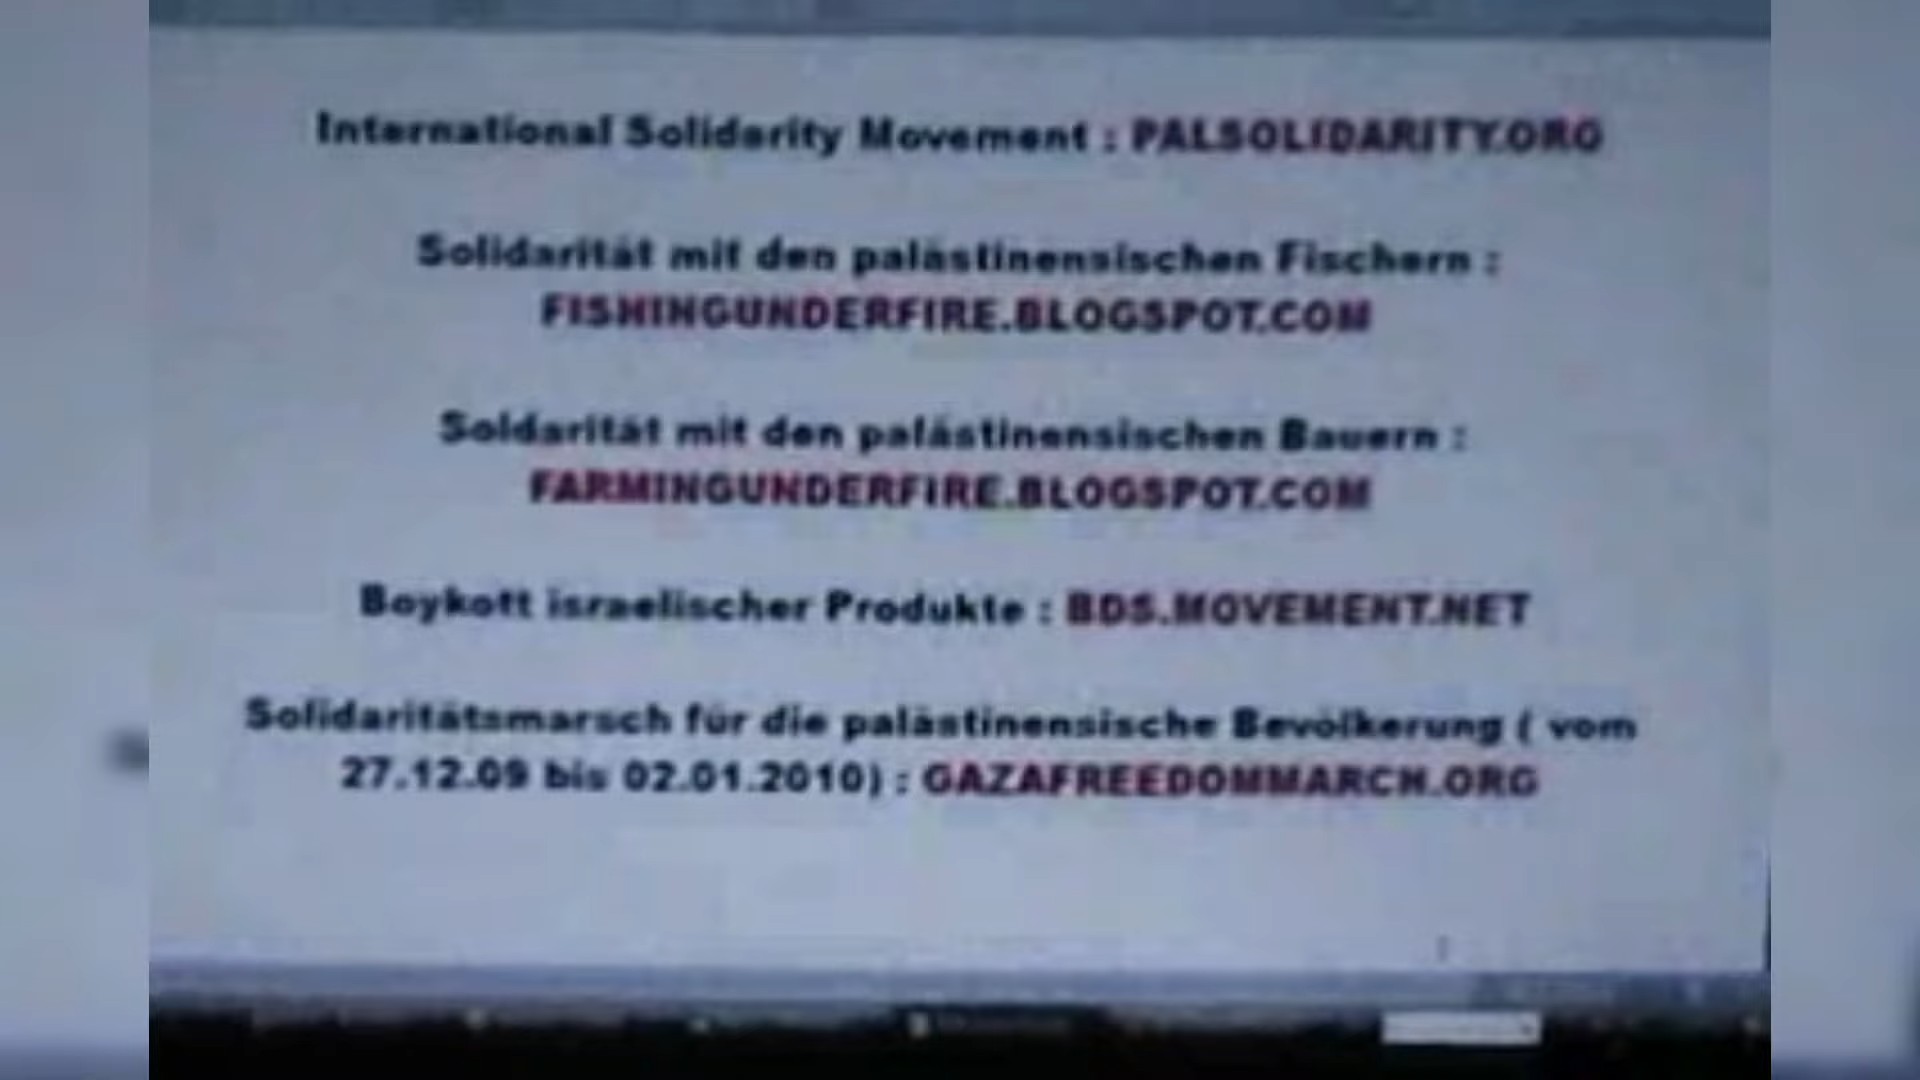 International Solidarity Movement : PALSOLIDARITY.ORG
Solidarität mit den palästinensischen Fischern :
FISHINGUNDERFIRE.BLOGSPOT.COM
Soldarität mit den palästinensischen Bauern :
FARMINGUNDERFIRE.BLOGSPOT.COM
Boykott israelischer Produkte : BDS.MOVEMENT.NET
Solidaritätsmarsch für die palästinensische Bevölkerung ( vom
27.12.09 bis 02.01.2010) : GAZAFREEDOMMARCH.ORG